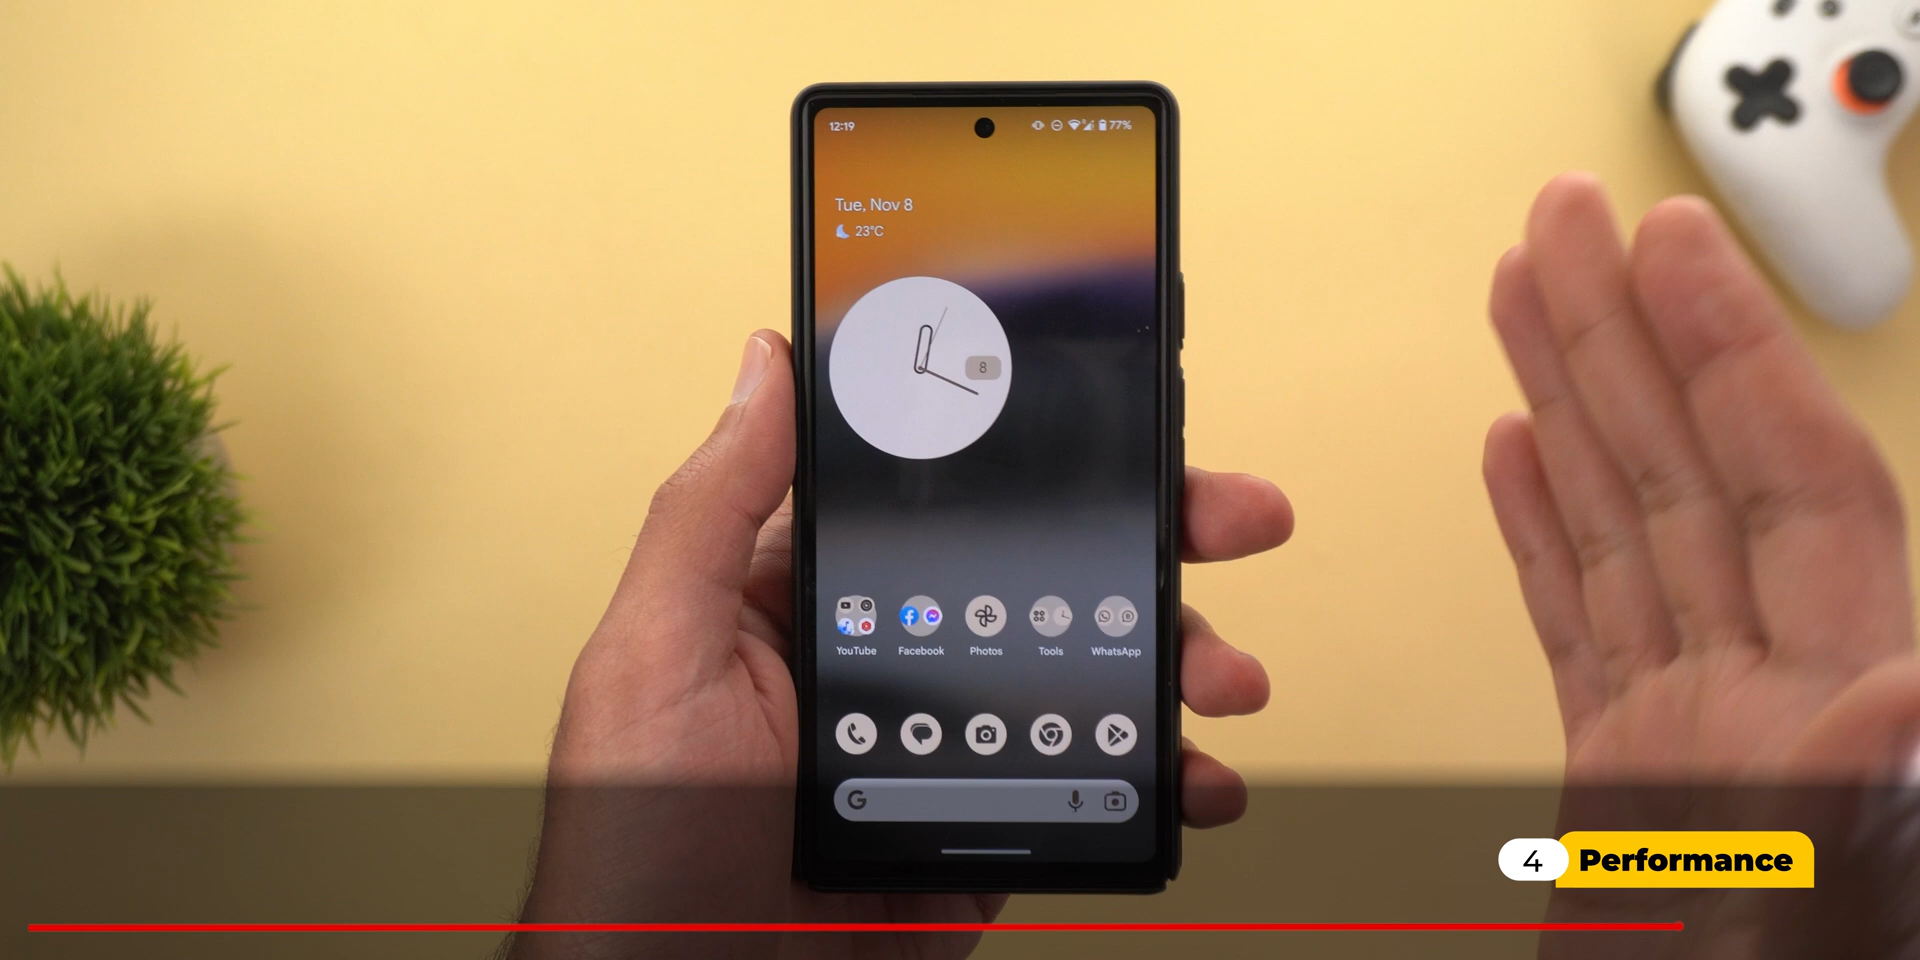 12:19
77%
Tue, Nov 8
23°C
8
YouTube
Facebook
Photos
Tools
WhatsApp
G
4 Performance